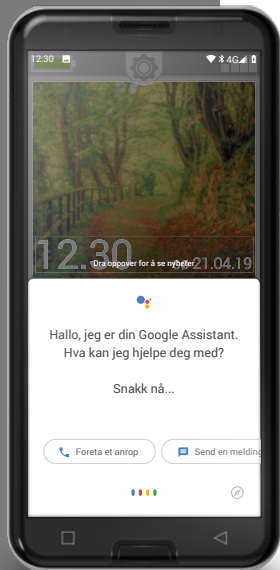 12:30
4G
12.30
Dra oppover for å se nyheter
21.04.19
Hallo, jeg er din Google Assistant.
Hva kan jeg hjelpe deg med?
Snakk nå...
Foreta et anrop
Send en melding